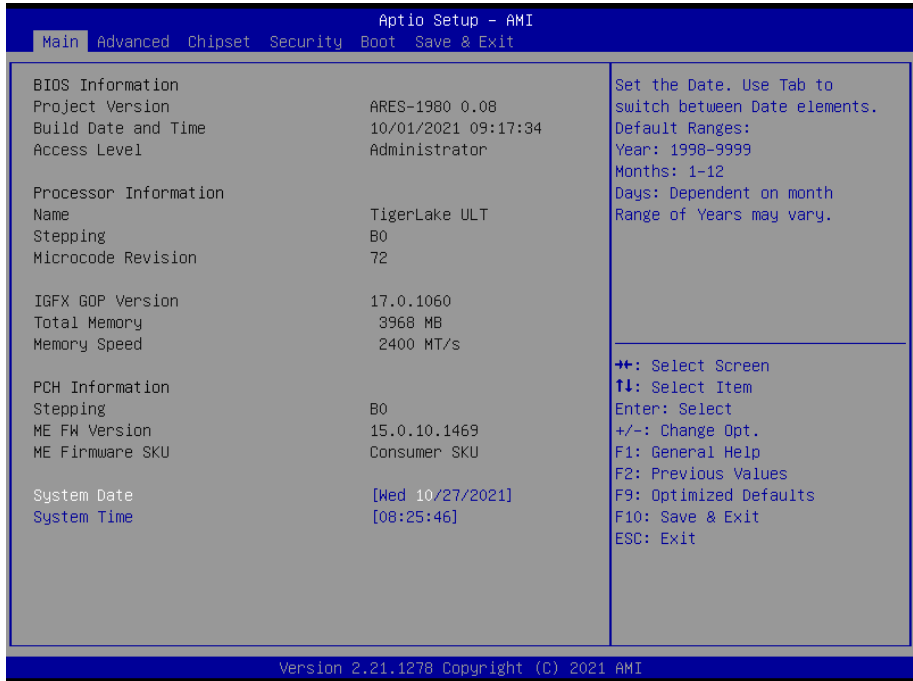 Aptio Setup - AMI
Main Advanced Chipset Security Boot Save & Exit
BIOS Information
Project Version ARES-1980 0.08
Build Date and Time 10/01/2021 09:17:34
Access Level Administrator
Processor Information
Name TigerLake ULT
Stepping B0
Microcode Revision 72
IGFX GOP Version 17.0.1060
Total Memory 3968 MB
Memory Speed 2400 MT/s
PCH Information
Stepping B0
ME FW Version 15.0.10.1469
ME Firmware SKU Consumer SKU
System Date [Wed 10/27/2021]
System Time [08:25:46]
Set the Date. Use Tab to
switch between Date elements.
Default Ranges:
Year: 1998-9999
Months: 1-12
Days: Dependent on month
Range of Years may vary.
→←: Select Screen
↑↓: Select Item
Enter: Select
+/-: Change Opt.
F1: General Help
F2: Previous Values
F9: Optimized Defaults
F10: Save & Exit
ESC: Exit
Version 2.21.1278 Copyright (C) 2021 AMI